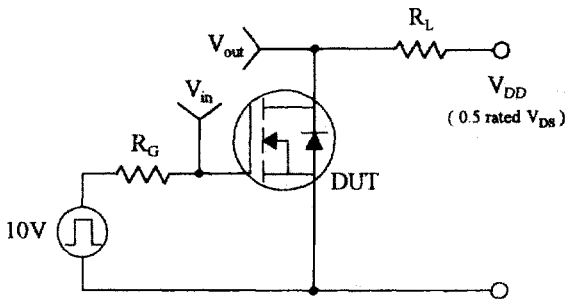 R_L
V_out
V_in
V_DD
( 0.5 rated V_DS )
R_G
DUT
10V